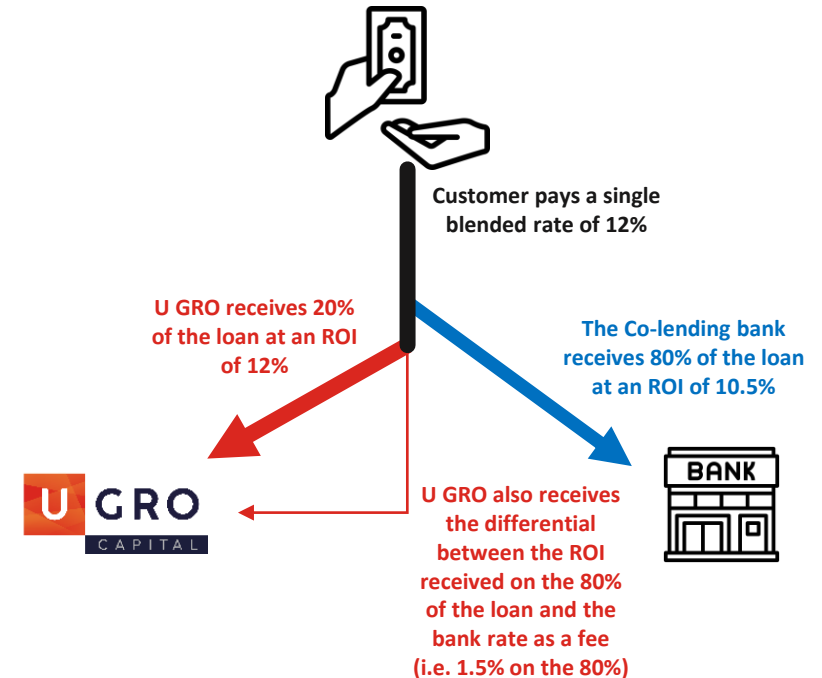 Customer pays a single
blended rate of 12%
U GRO receives 20%
of the loan at an ROI
of 12%
The Co-lending bank
receives 80% of the loan
at an ROI of 10.5%
BANK
U GRO
CAPITAL
U GRO also receives
the differential
between the ROI
received on the 80%
of the loan and the
bank rate as a fee
(i.e. 1.5% on the 80%)